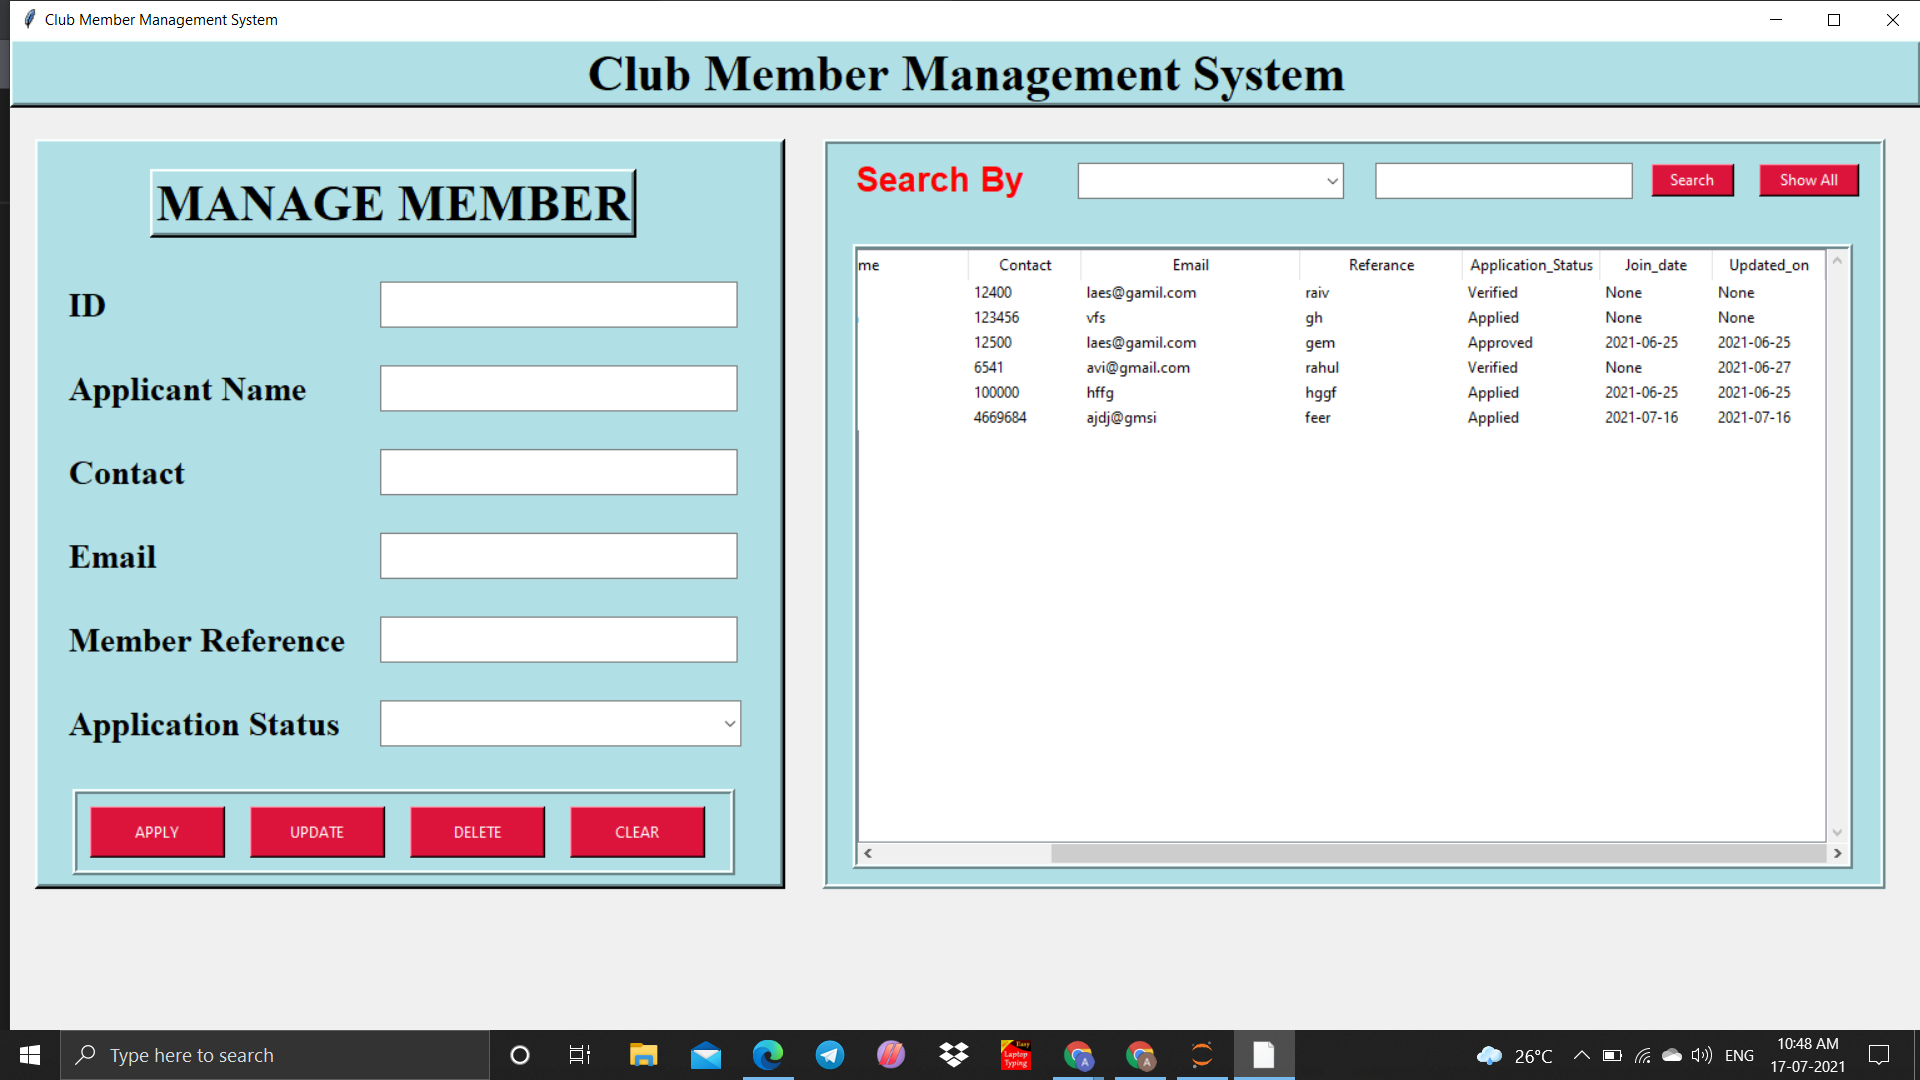 Club Member Management System
Club Member Management System
MANAGE MEMBER
ID
Applicant Name
Contact
Email
Member Reference
Application Status
APPLY UPDATE DELETE CLEAR
Search By Search Show All
me Contact Email Referance Application_Status Join_date Updated_on
12400 laes@gamil.com raiv Verified None None
123456 vfs gh Applied None None
12500 laes@gamil.com gem Approved 2021-06-25 2021-06-25
6541 avi@gmail.com rahul Verified None 2021-06-27
100000 hffg hggf Applied 2021-06-25 2021-06-25
4669684 ajdj@gmsi feer Applied 2021-07-16 2021-07-16
Type here to search
Easy
Laptop
Typing
A
A
26°C
ENG
10:48 AM
17-07-2021